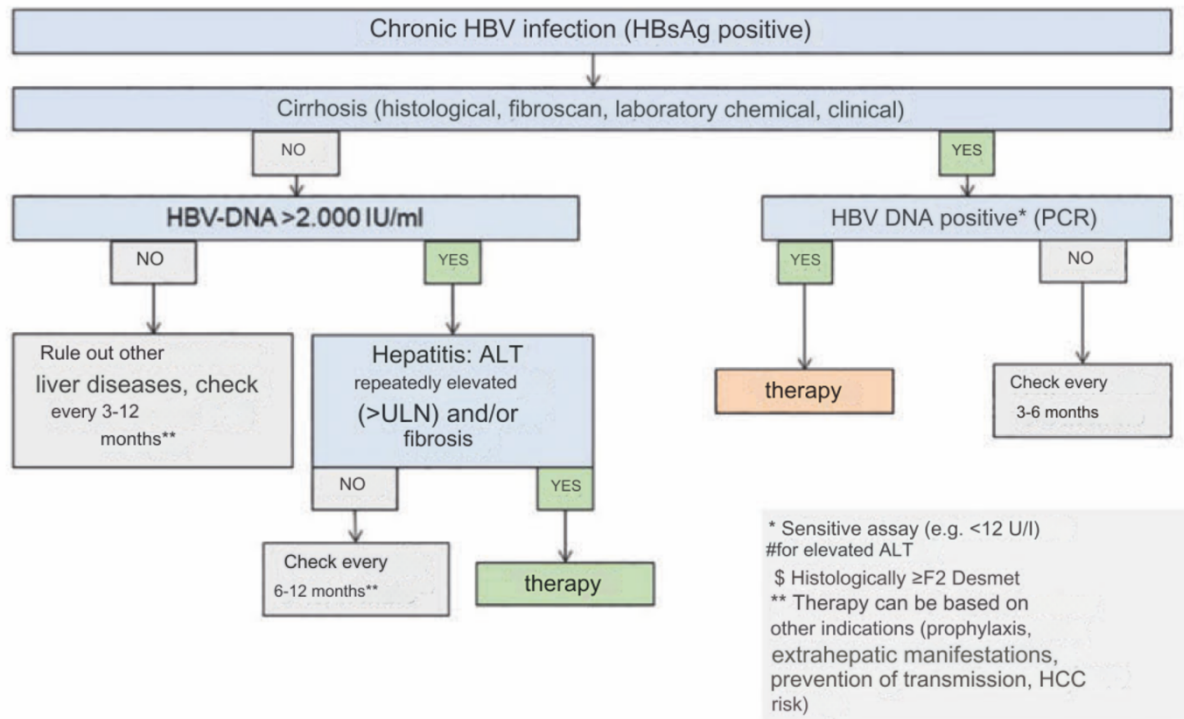 Chronic HBV infection (HBsAg positive)
Cirrhosis (histological, fibroscan, laboratory chemical, clinical)
NO
YES
HBV-DNA >2.000 IU/ml
HBV DNA positive* (PCR)
NO
YES
YES
NO
Rule out other
liver diseases, check
every 3-12
months**
Hepatitis: ALT
repeatedly elevated
(>ULN) and/or
fibrosis
therapy
Check every
3-6 months
NO
YES
Check every
6-12 months**
therapy
* Sensitive assay (e.g. <12 U/l)
#for elevated ALT
$ Histologically ≥F2 Desmet
** Therapy can be based on
other indications (prophylaxis,
extrahepatic manifestations,
prevention of transmission, HCC
risk)